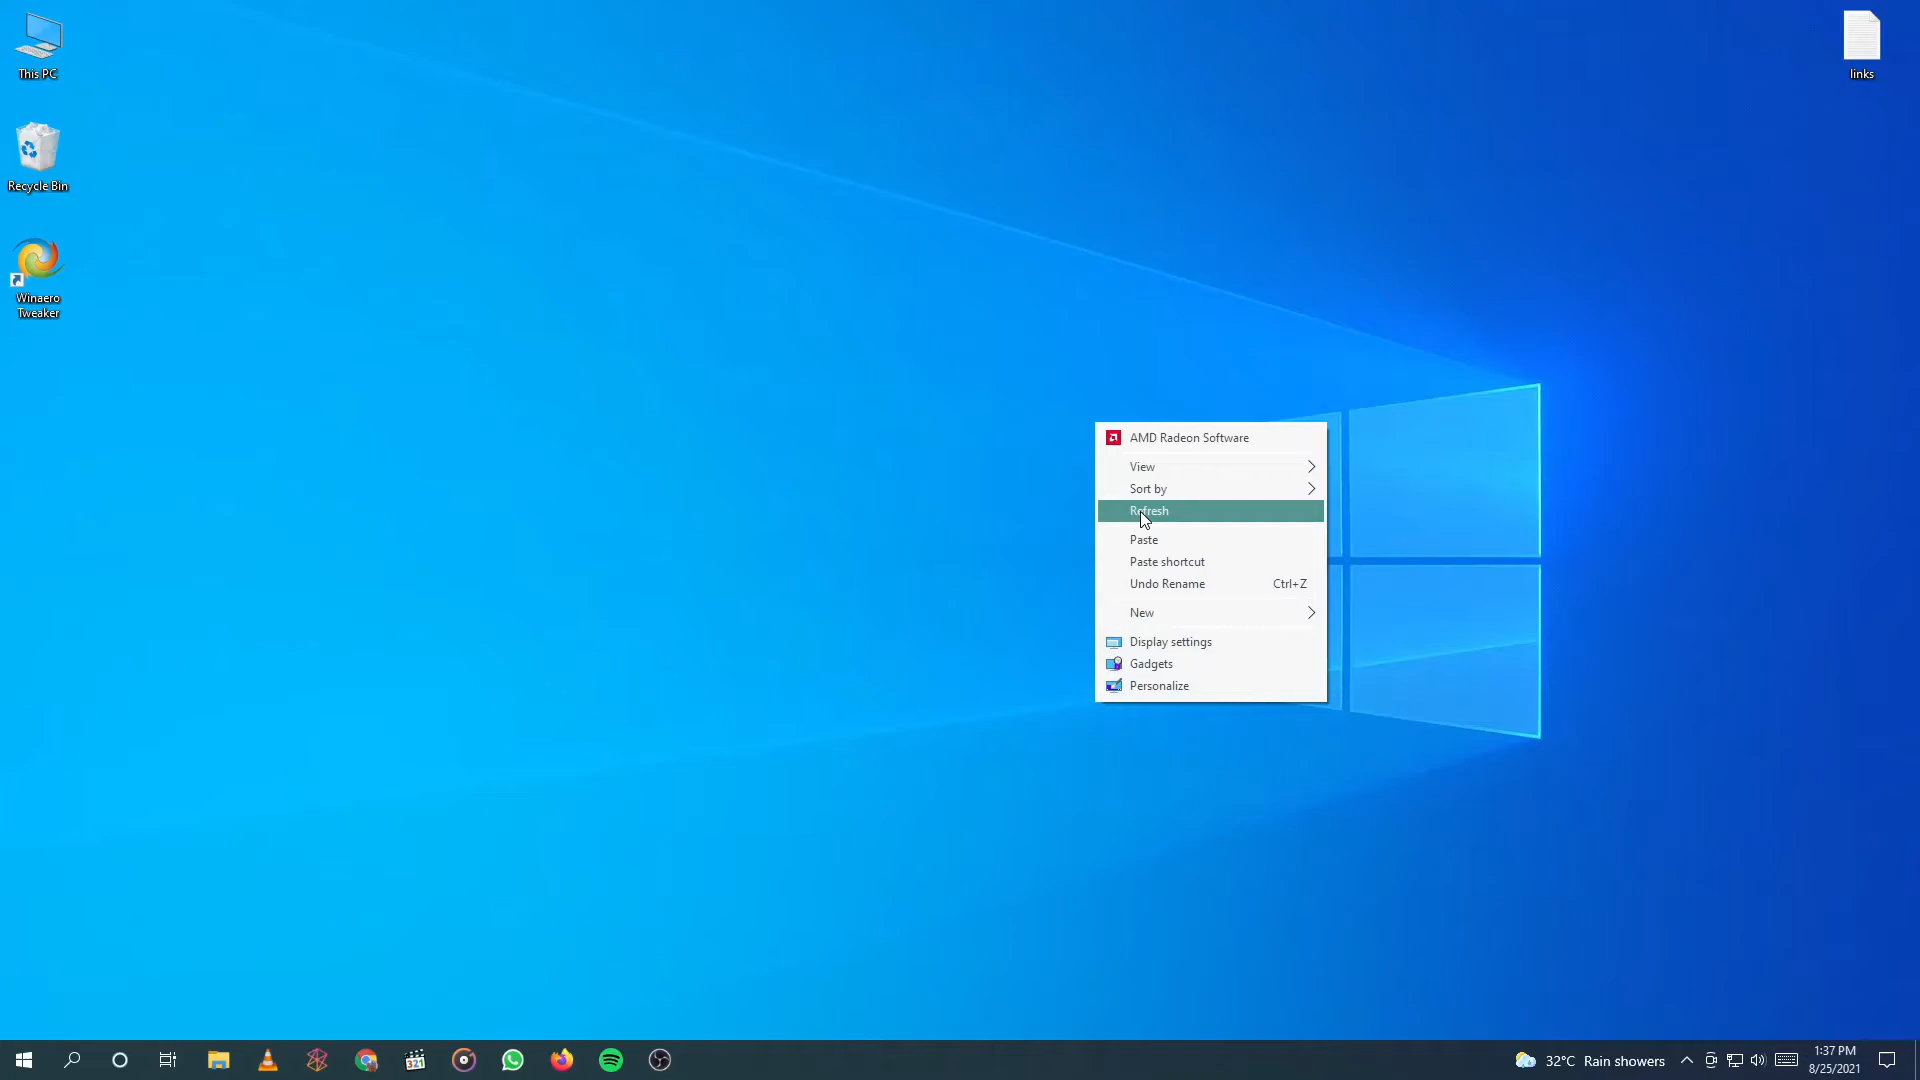 This PC
Recycle Bin
Winaero
Tweaker
links
AMD Radeon Software
View
Sort by
Refresh
Paste
Paste shortcut
Undo Rename Ctrl+Z
New
Display settings
Gadgets
Personalize
321
32°C Rain showers
1:37 PM
8/25/2021